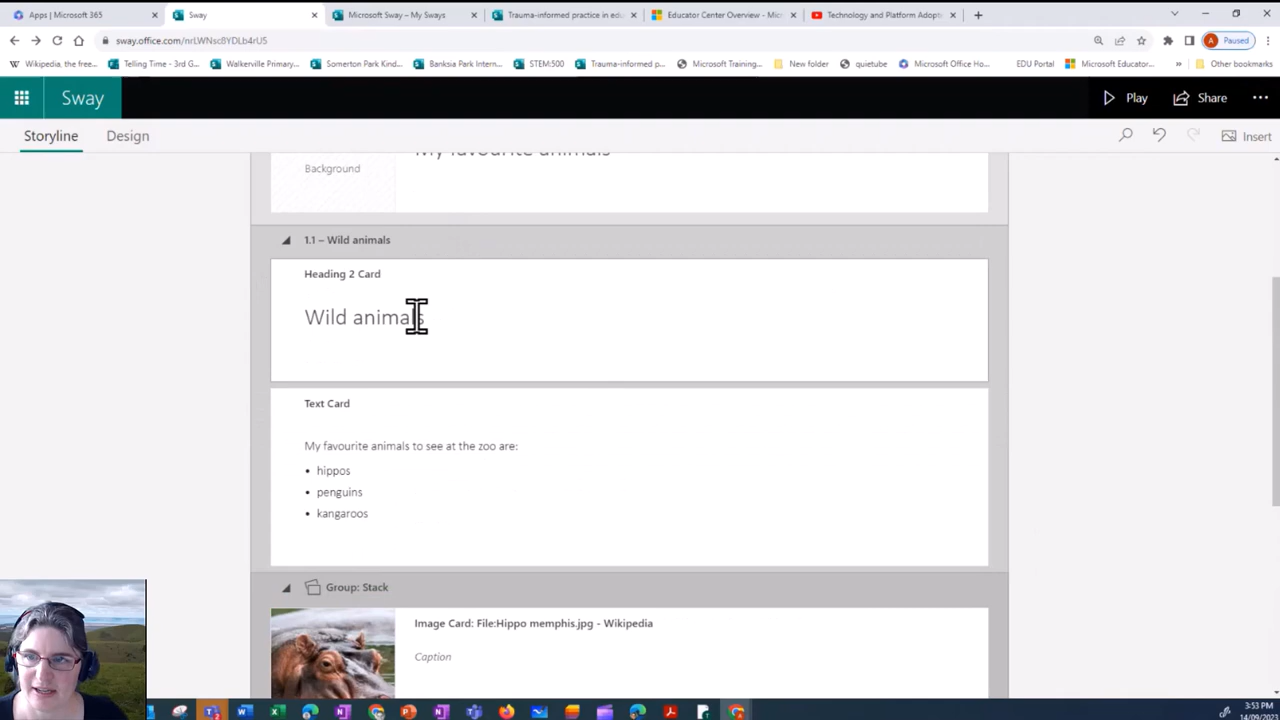 Apps | Microsoft 365
Sway
Microsoft Sway – My Sways
Trauma-informed practice in edu
Educator Center Overview - Micr
Technology and Platform Adopt
sway.office.com/nrLWNsc8YDLb4rU5
Paused
Wikipedia, the free...
Telling Time - 3rd G...
Walkerville Primary...
Somerton Park Kind...
Banksia Park Intern...
STEM:500
Trauma-informed p...
Microsoft Training...
New folder
quietube
Microsoft Office Ho...
EDU Portal
Microsoft Educator...
Other bookmarks
Sway
Play
Share
Storyline
Design
Insert
My favourite animals
Background
1.1 – Wild animals
Heading 2 Card
Wild animals
Text Card
My favourite animals to see at the zoo are:
• hippos
• penguins
• kangaroos
Group: Stack
Image Card: File:Hippo memphis.jpg - Wikipedia
Caption
3:53 PM
14/09/2023